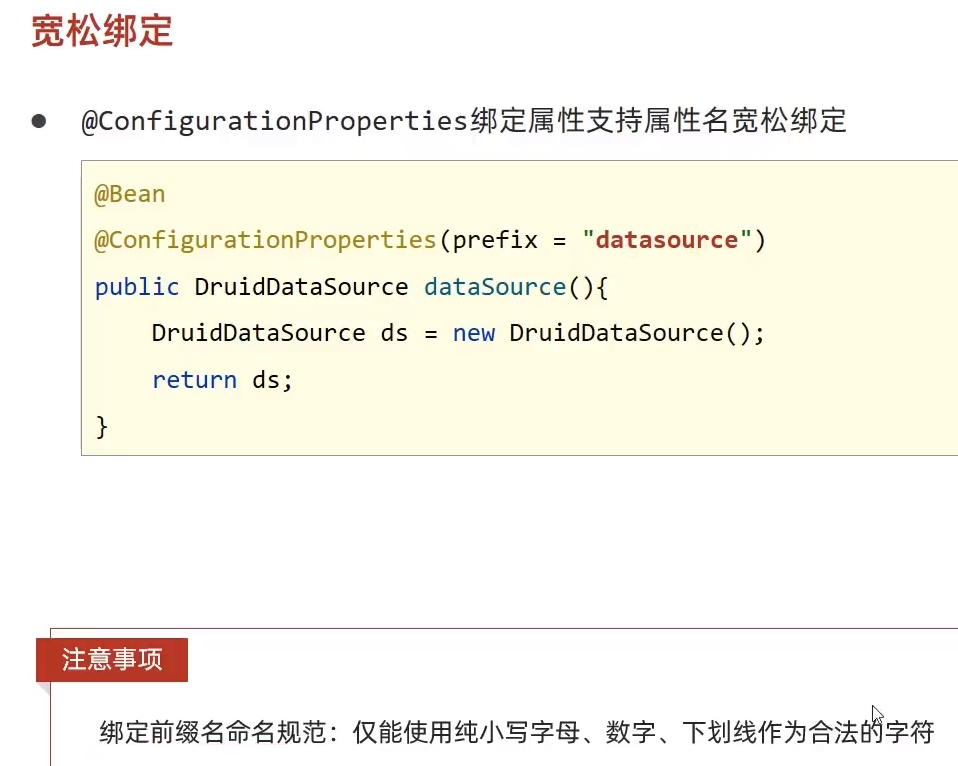 宽松绑定
● @ConfigurationProperties绑定属性支持属性名宽松绑定
@Bean
@ConfigurationProperties(prefix = "datasource")
public DruidDataSource dataSource(){
    DruidDataSource ds = new DruidDataSource();
    return ds;
}
注意事项
绑定前缀名命名规范：仅能使用纯小写字母、数字、下划线作为合法的字符